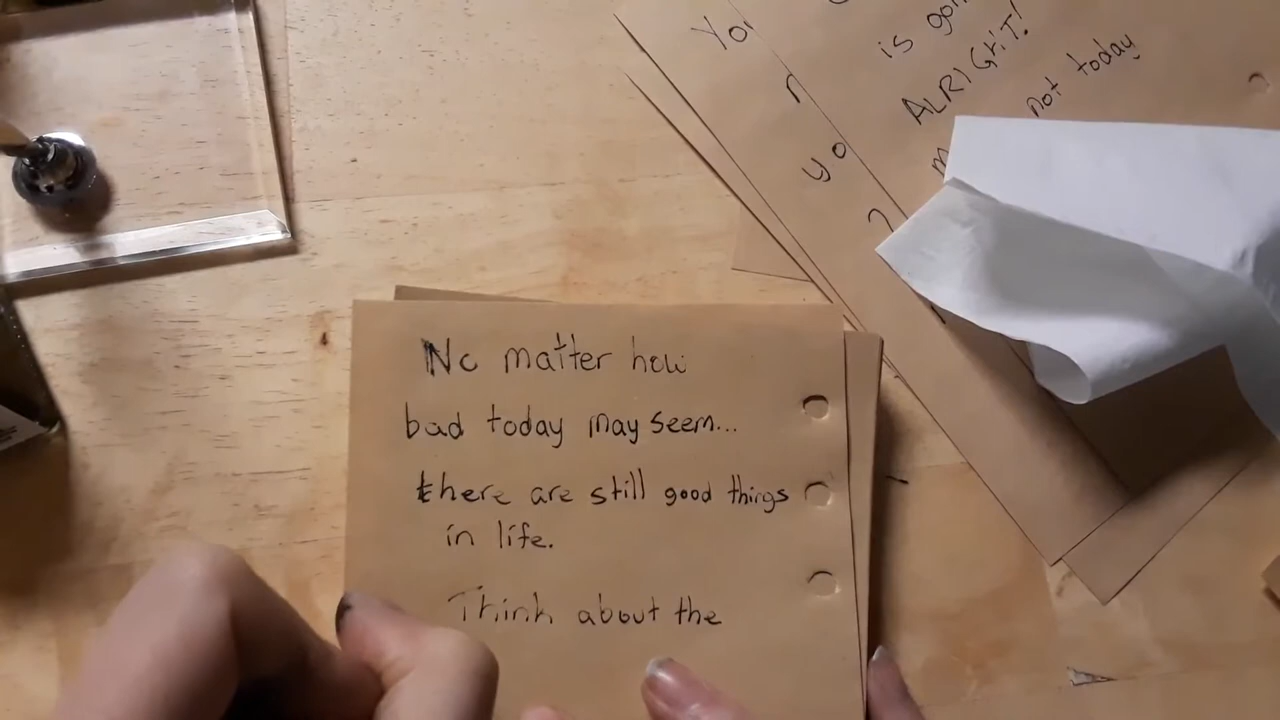 No matter how
bad today may seem...
there are still good things
in life.
Think about the
is
ALRIGHT!
not today